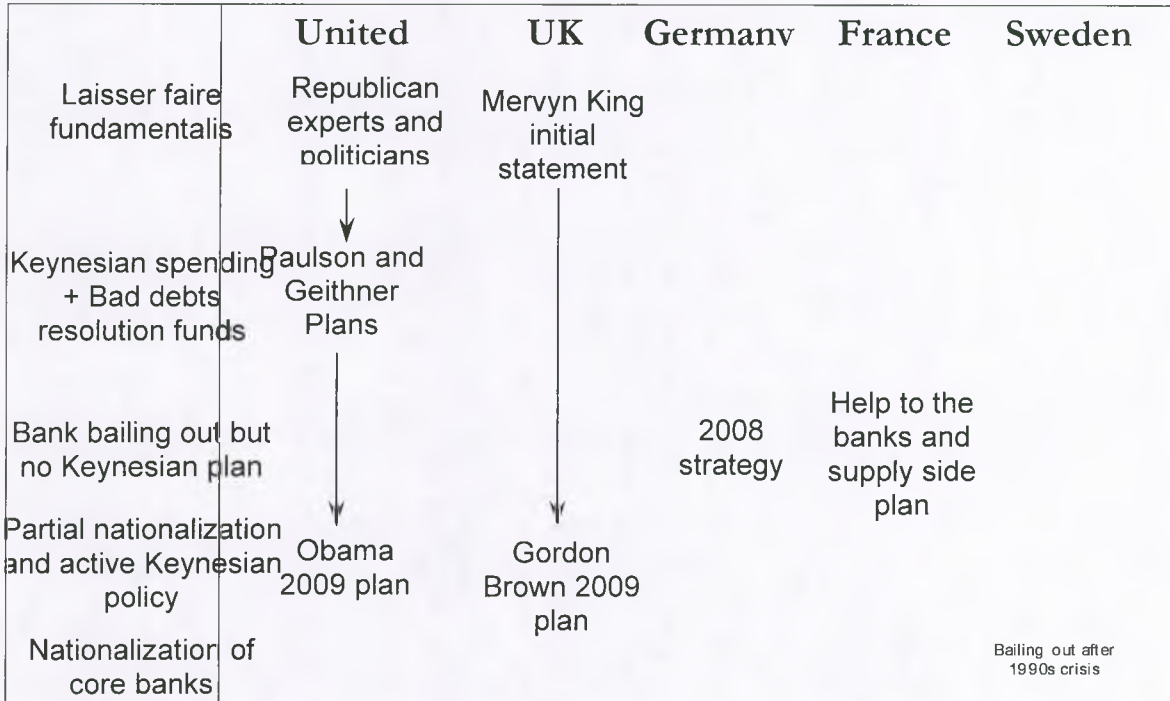 United UK Germany France Sweden
Laisser faire
fundamentalis
Republican
experts and
politicians
Mervyn King
initial
statement
Keynesian spending
+ Bad debts
resolution funds
Paulson and
Geithner
Plans
Bank bailing out but
no Keynesian plan
2008
strategy
Help to the
banks and
supply side
plan
Partial nationalization
and active Keynesian
policy
Obama
2009 plan
Gordon
Brown 2009
plan
Nationalization of
core banks
Bailing out after
1990s crisis